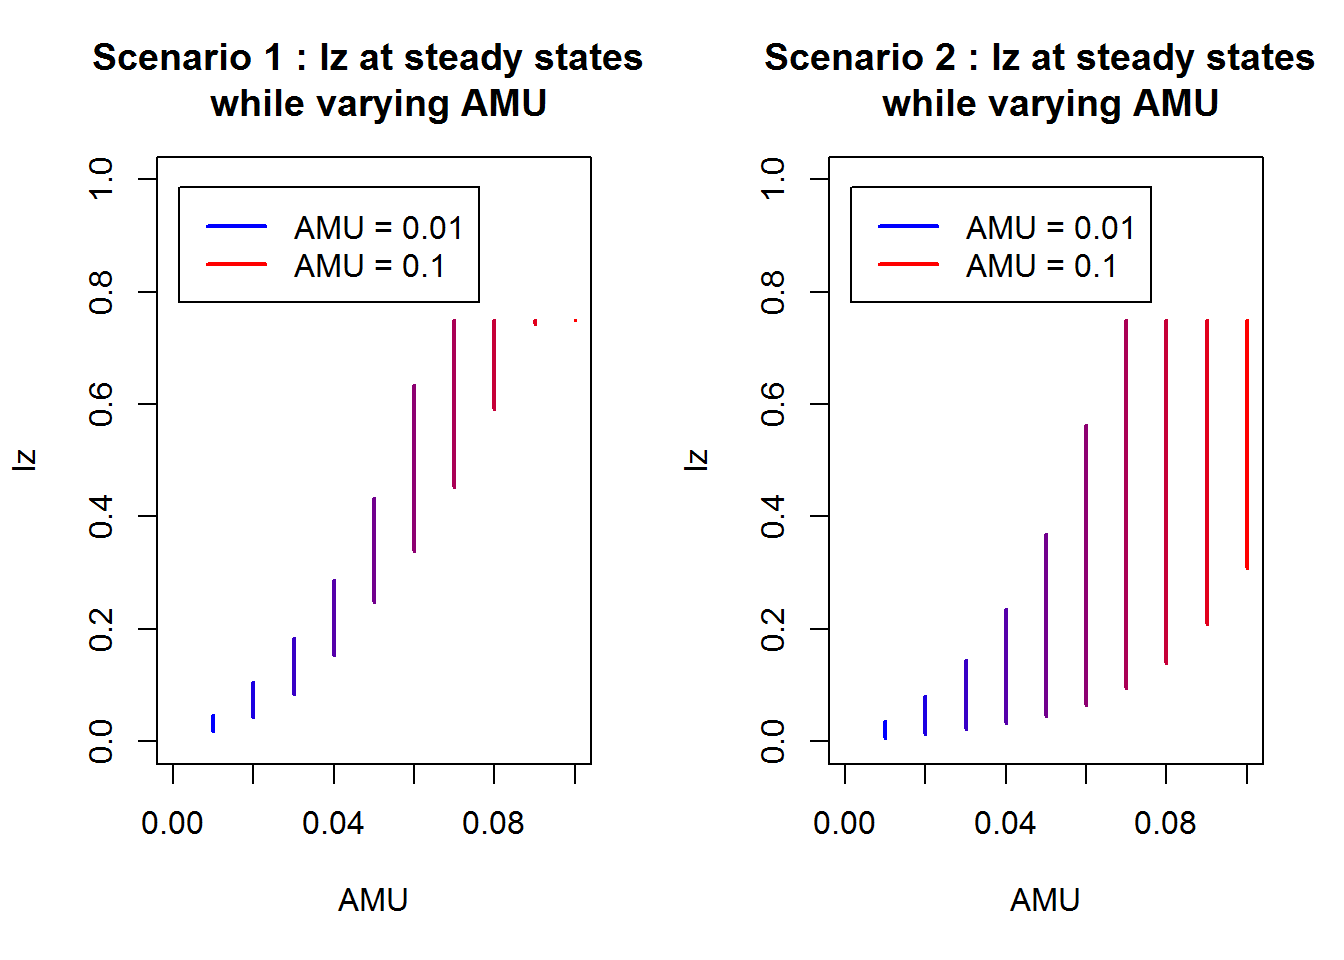 Scenario 1 : Iz at steady states
while varying AMU
1.0
0.8
0.6
0.4
0.2
0.0
Iz
AMU = 0.01
AMU = 0.1
0.00 0.04 0.08
AMU
Scenario 2 : Iz at steady states
while varying AMU
1.0
0.8
0.6
0.4
0.2
0.0
Iz
AMU = 0.01
AMU = 0.1
0.00 0.04 0.08
AMU